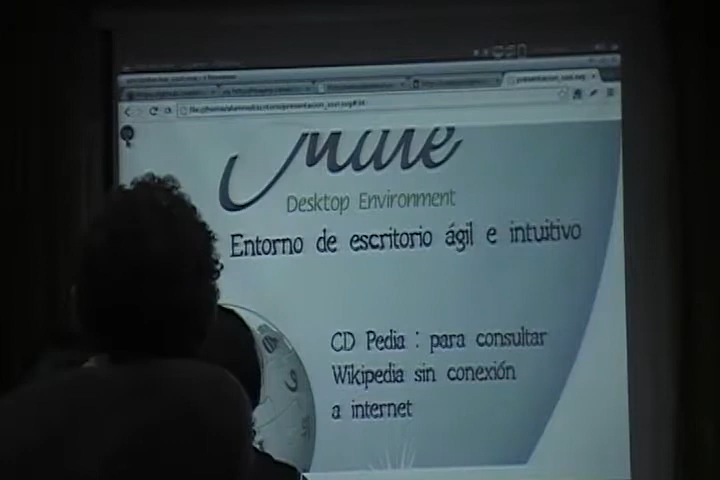 Mate
Desktop Environment
Entorno de escritorio ágil e intuitivo
CD Pedia : para consultar
Wikipedia sin conexión
a internet